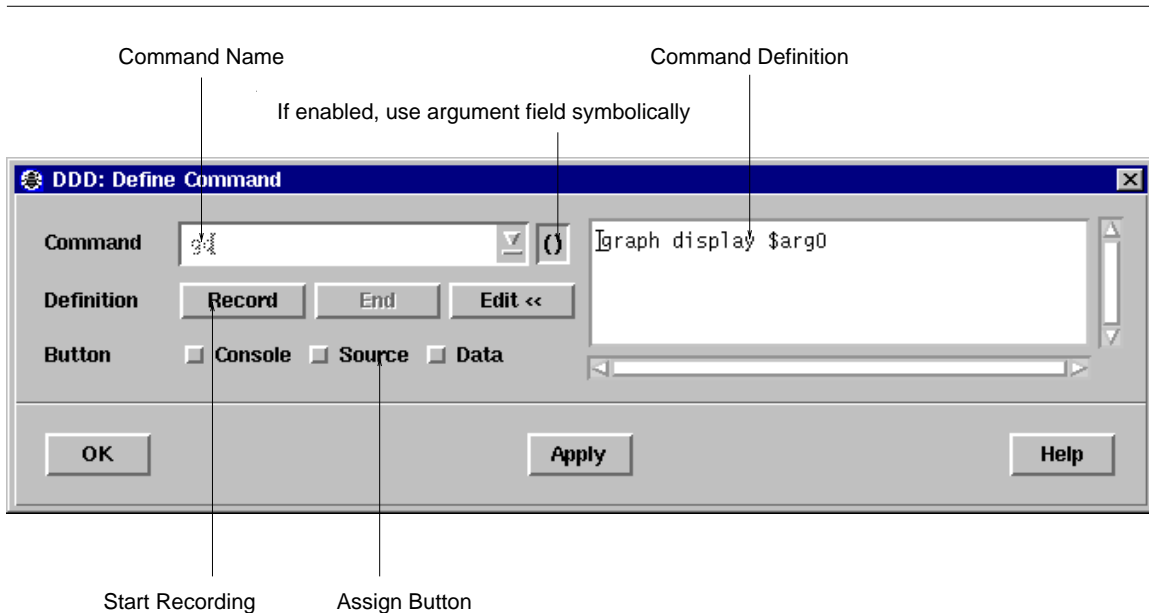 Command Name
Command Definition
If enabled, use argument field symbolically
DDD: Define Command
Command
gd
()
graph display $arg0
Definition
Record
End
Edit <<
Button
Console
Source
Data
OK
Apply
Help
Start Recording
Assign Button